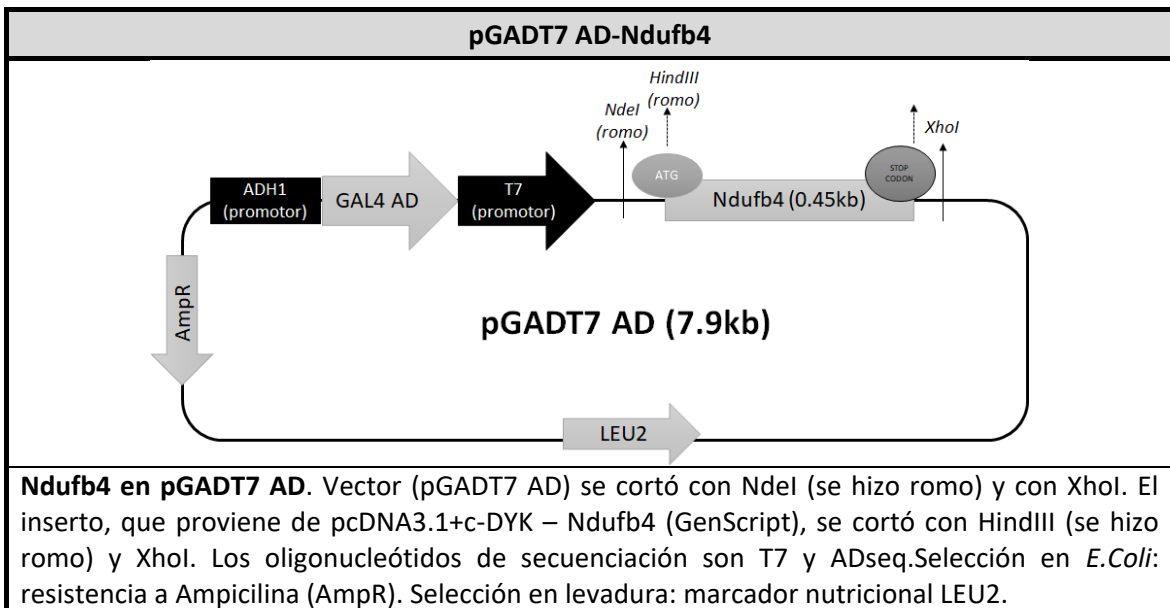 pGADT7 AD-Ndufb4
HindIII
(romo)
NdeI
(romo)
XhoI
ADH1
(promotor)
GAL4 AD
T7
(promotor)
ATG
Ndufb4 (0.45kb)
STOP
CODON
AmpR
pGADT7 AD (7.9kb)
LEU2
Ndufb4 en pGADT7 AD. Vector (pGADT7 AD) se cortó con NdeI (se hizo romo) y con XhoI. El
inserto, que proviene de pcDNA3.1+c-DYK – Ndufb4 (GenScript), se cortó con HindIII (se hizo
romo) y XhoI. Los oligonucleótidos de secuenciación son T7 y ADseq.Selección en E.Coli:
resistencia a Ampicilina (AmpR). Selección en levadura: marcador nutricional LEU2.